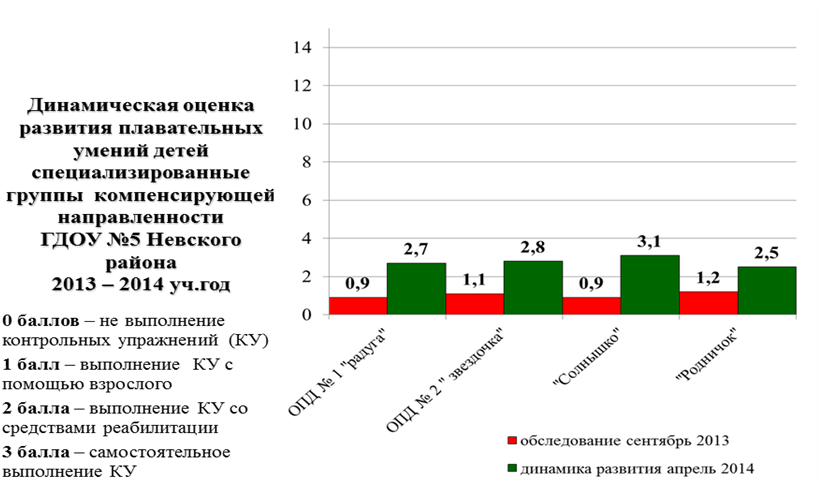 Динамическая оценка
развития плавательных
умений детей
специализированные
группы компенсирующей
направленности
ГДОУ №5 Невского
района
2013 – 2014 уч.год
0 баллов – не выполнение
контрольных упражнений (КУ)
1 балл – выполнение КУ с
помощью взрослого
2 балла – выполнение КУ со
средствами реабилитации
3 балла – самостоятельное
выполнение КУ
14
12
10
8
6
4
2
0
0,9
2,7
1,1
2,8
0,9
3,1
1,2
2,5
ОПД № 1 "радуга"
ОПД № 2 " звездочка"
"Солнышко"
"Родничок"
обследование сентябрь 2013
динамика развития апрель 2014